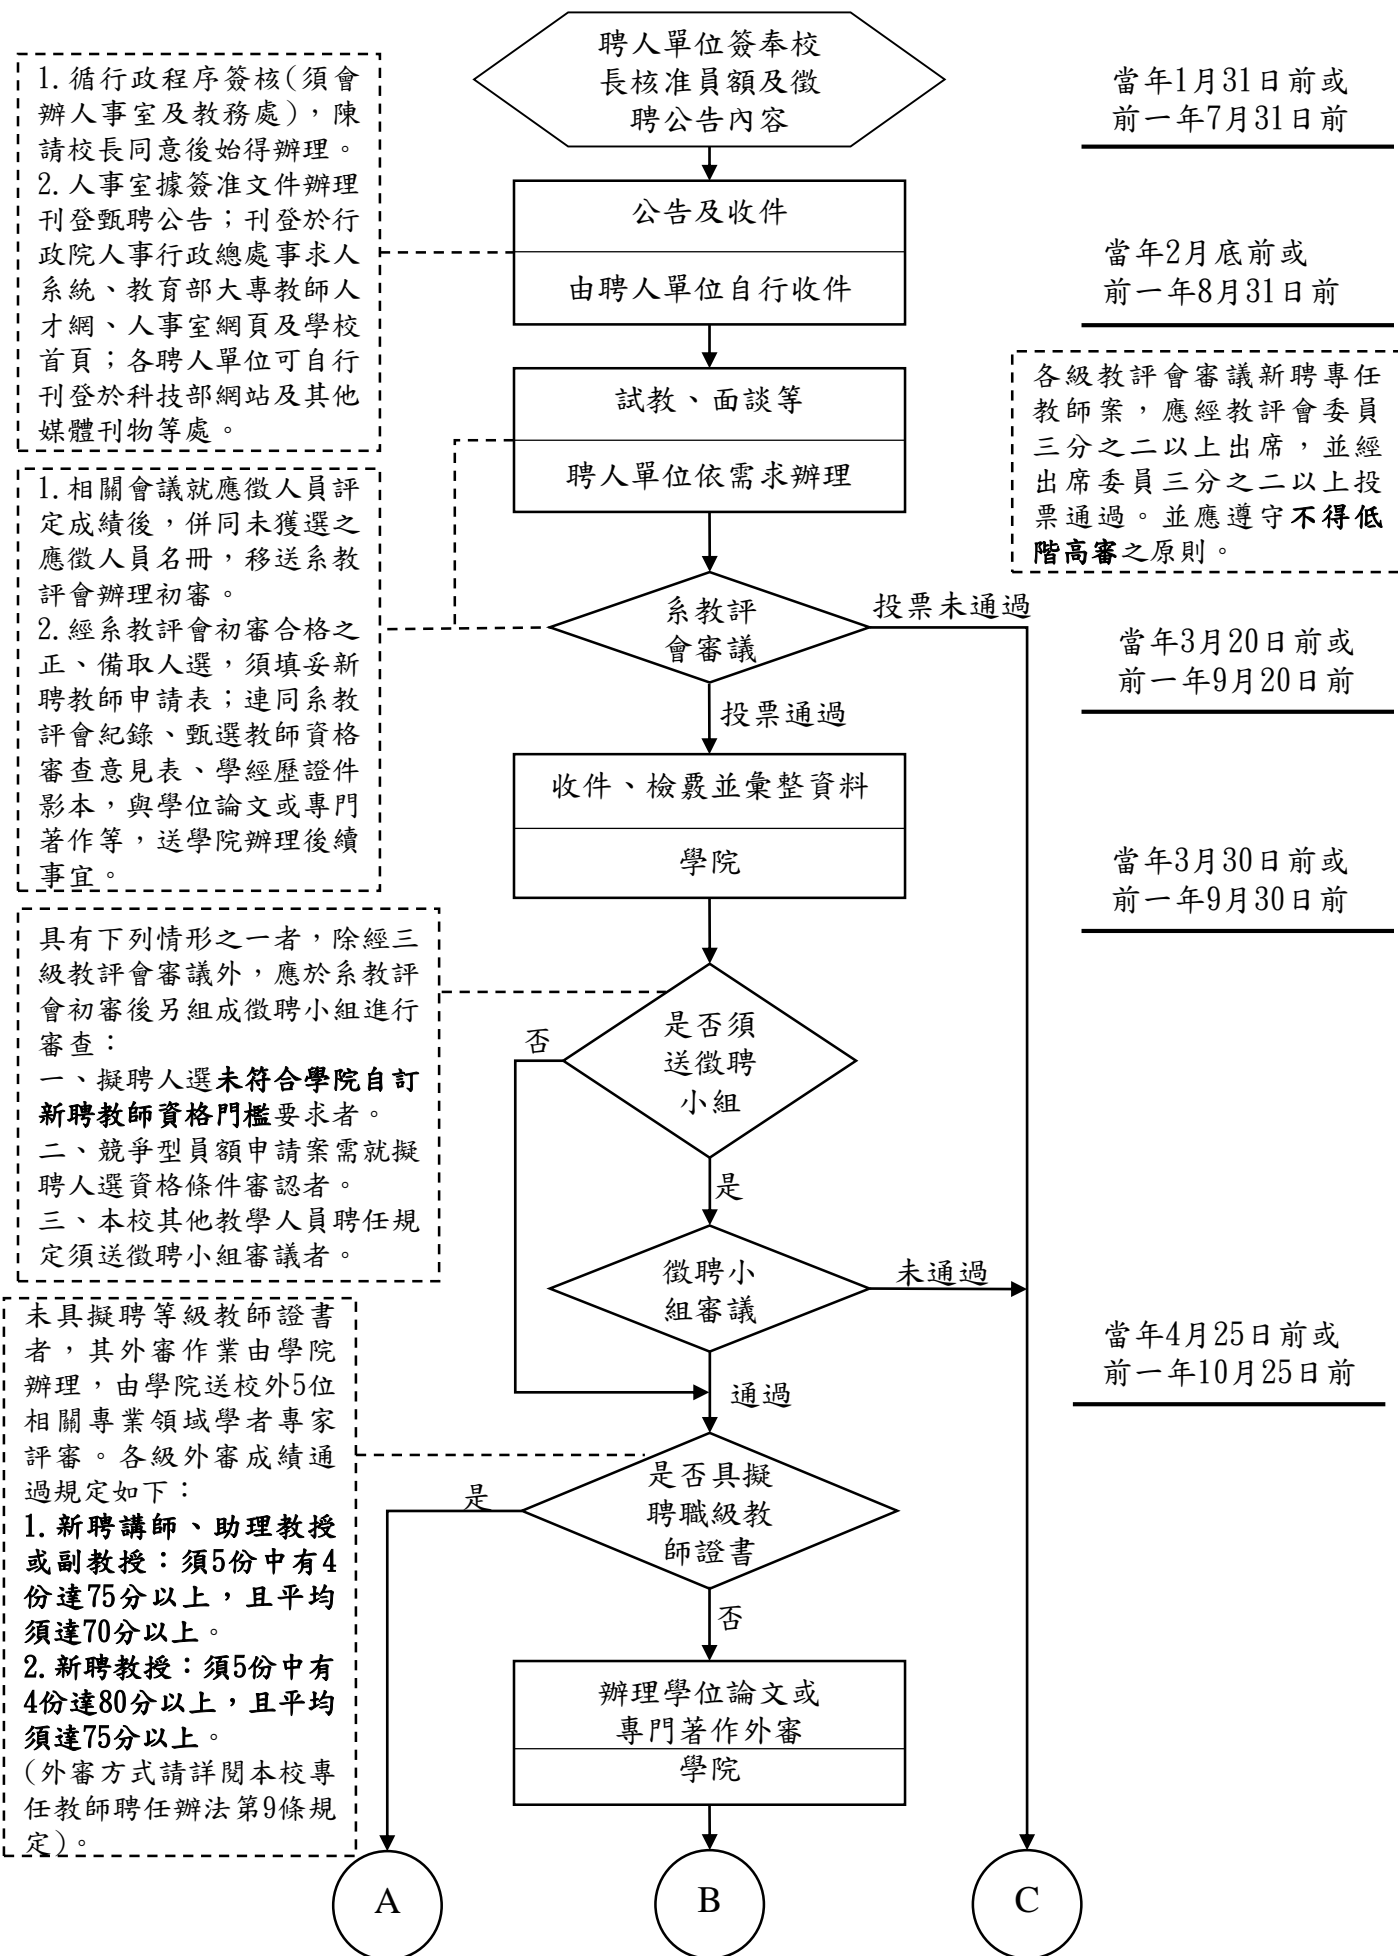 聘人單位簽奉校
長核准員額及徵
聘公告內容
當年1月31日前或
前一年7月31日前
1.循行政程序簽核(須會
辦人事室及教務處)，陳
請校長同意後始得辦理。
2.人事室據簽准文件辦理
刊登甄聘公告；刊登於行
政院人事行政總處事求人
系統、教育部大專教師人
才網、人事室網頁及學校
首頁；各聘人單位可自行
刊登於科技部網站及其他
媒體刊物等處。
公告及收件
由聘人單位自行收件
當年2月底前或
前一年8月31日前
試教、面談等
聘人單位依需求辦理
各級教評會審議新聘專任
教師案，應經教評會委員
三分之二以上出席，並經
出席委員三分之二以上投
票通過。並應遵守不得低
階高審之原則。
1.相關會議就應徵人員評
定成績後，併同未獲選之
應徵人員名冊，移送系教
評會辦理初審。
2.經系教評會初審合格之
正、備取人選，須填妥新
聘教師申請表；連同系教
評會紀錄、甄選教師資格
審查意見表、學經歷證件
影本，與學位論文或專門
著作等，送學院辦理後續
事宜。
系教評
會審議
投票未通過
投票通過
當年3月20日前或
前一年9月20日前
收件、檢覈並彙整資料
學院
當年3月30日前或
前一年9月30日前
具有下列情形之一者，除經三
級教評會審議外，應於系教評
會初審後另組成徵聘小組進行
審查：
一、擬聘人選未符合學院自訂
新聘教師資格門檻要求者。
二、競爭型員額申請案需就擬
聘人選資格條件審認者。
三、本校其他教學人員聘任規
定須送徵聘小組審議者。
是否須
送徵聘
小組
否
是
徵聘小
組審議
未通過
通過
當年4月25日前或
前一年10月25日前
未具擬聘等級教師證書
者，其外審作業由學院
辦理，由學院送校外5位
相關專業領域學者專家
評審。各級外審成績通
過規定如下：
1.新聘講師、助理教授
或副教授：須5份中有4
份達75分以上，且平均
須達70分以上。
2.新聘教授：須5份中有
4份達80分以上，且平均
須達75分以上。
(外審方式請詳閱本校專
任教師聘任辦法第9條規
定)。
是否具擬
聘職級教
師證書
是
否
辦理學位論文或
專門著作外審
學院
A
B
C